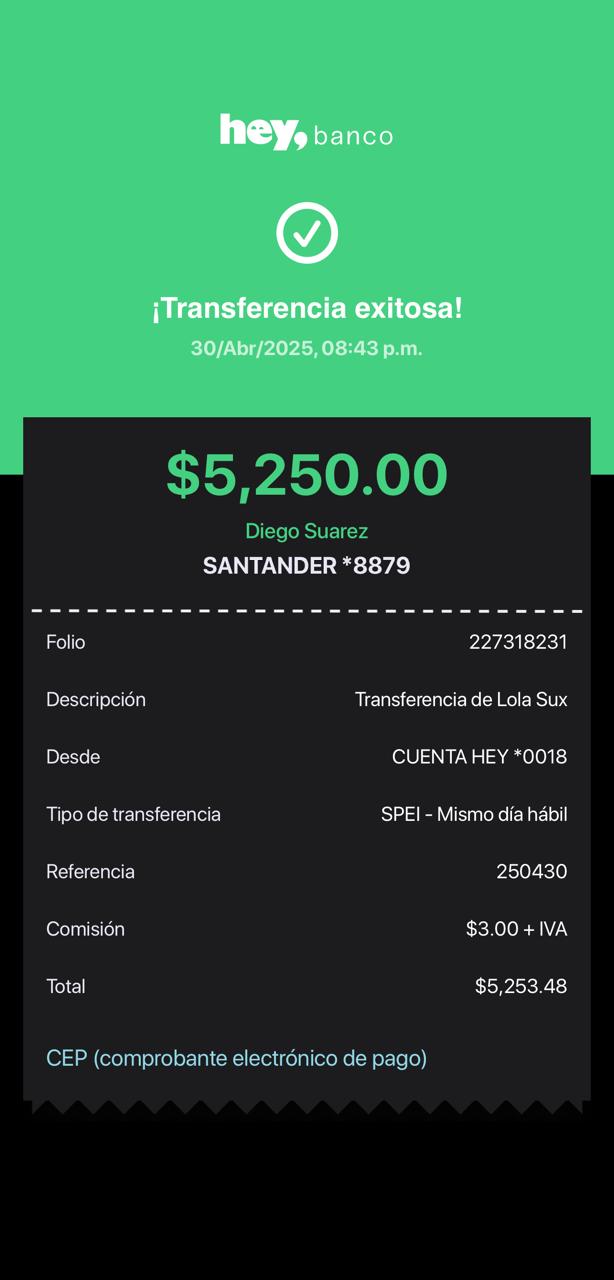 hey, banco
¡Transferencia exitosa!
30/Abr/2025, 08:43 p.m.
$5,250.00
Diego Suarez
SANTANDER *8879
Folio 227318231
Descripción Transferencia de Lola Sux
Desde CUENTA HEY *0018
Tipo de transferencia SPEI - Mismo día hábil
Referencia 250430
Comisión $3.00 + IVA
Total $5,253.48
CEP (comprobante electrónico de pago)